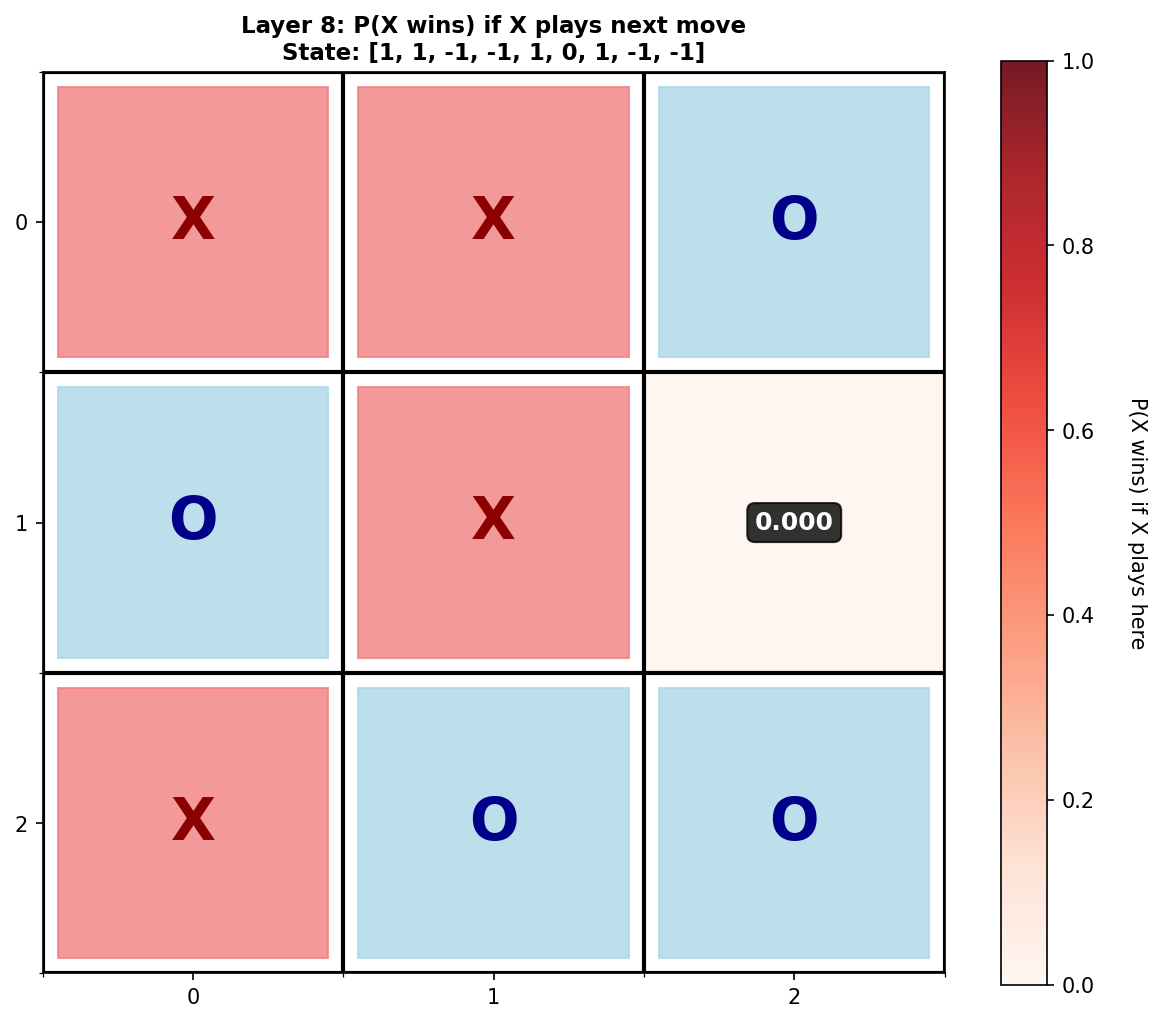 Layer 8: P(X wins) if X plays next move
State: [1, 1, -1, -1, 1, 0, 1, -1, -1]
0
X
X
O
1
O
X
0.000
2
X
O
O
0
1
2
1.0
0.8
0.6
0.4
0.2
0.0
P(X wins) if X plays here